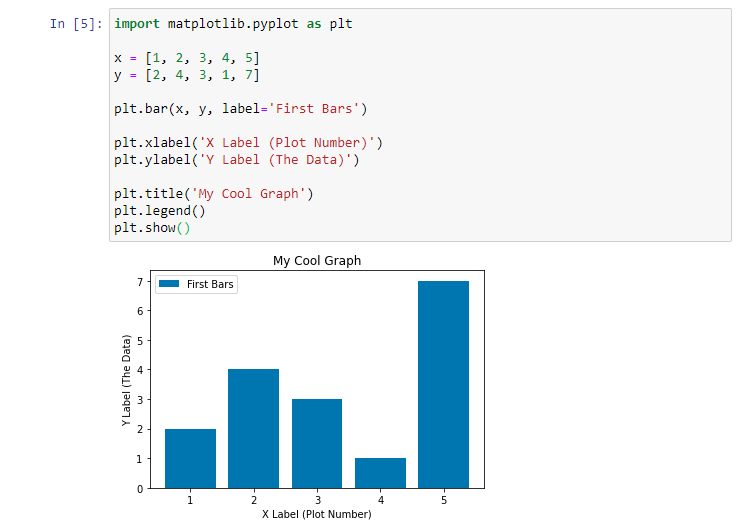 In [5]: import matplotlib.pyplot as plt
x = [1, 2, 3, 4, 5]
y = [2, 4, 3, 1, 7]
plt.bar(x, y, label='First Bars')
plt.xlabel('X Label (Plot Number)')
plt.ylabel('Y Label (The Data)')
plt.title('My Cool Graph')
plt.legend()
plt.show()
My Cool Graph
First Bars
Y Label (The Data)
7
6
5
4
3
2
1
0
1 2 3 4 5
X Label (Plot Number)